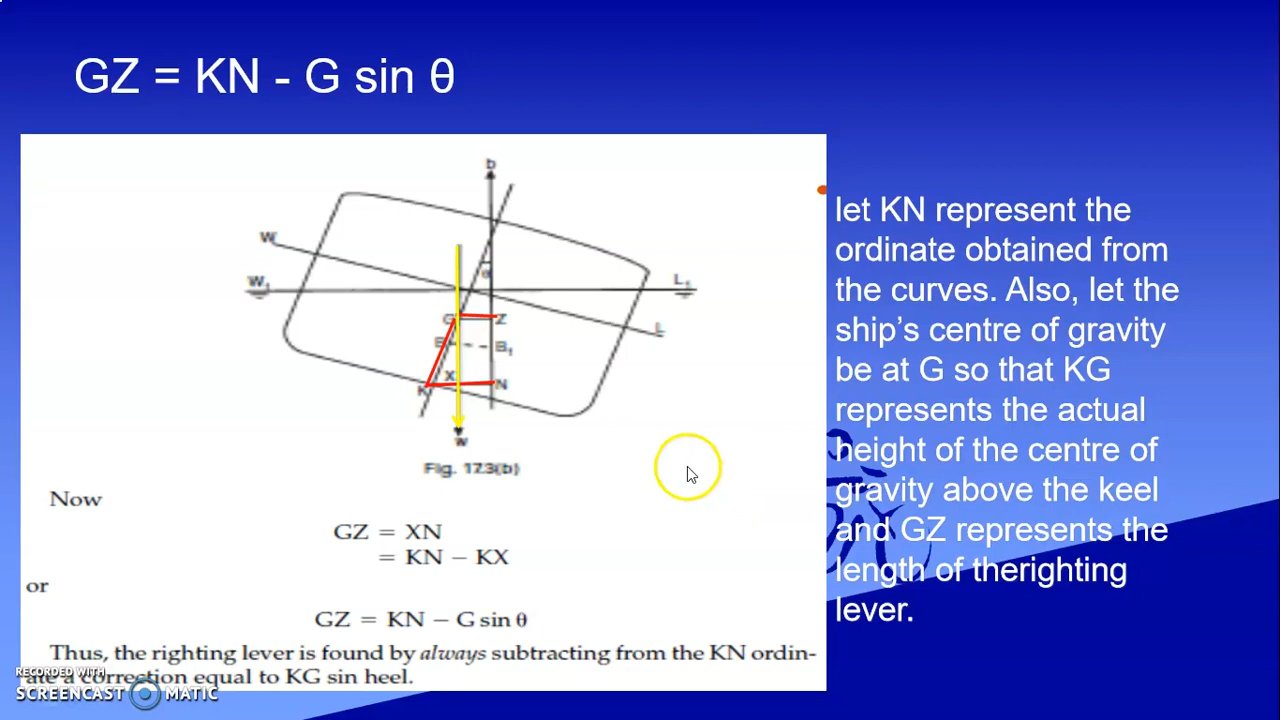 GZ = KN - G sin θ
b
W
θ
W₁
L₁
G
Z
L
B
B₁
X
K
N
w
Fig. 17.3(b)
Now
GZ = XN
= KN − KX
or
GZ = KN − G sin θ
Thus, the righting lever is found by always subtracting from the KN ordin-
ate a correction equal to KG sin heel.
let KN represent the
ordinate obtained from
the curves. Also, let the
ship's centre of gravity
be at G so that KG
represents the actual
height of the centre of
gravity above the keel
and GZ represents the
length of therighting
lever.
RECORDED WITH
SCREENCAST MATIC